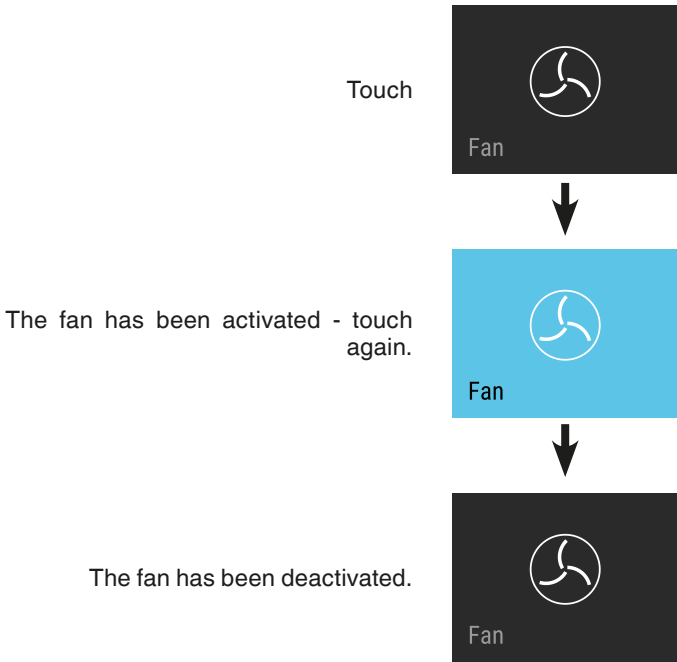 Touch
Fan
The fan has been activated - touch
again.
Fan
The fan has been deactivated.
Fan